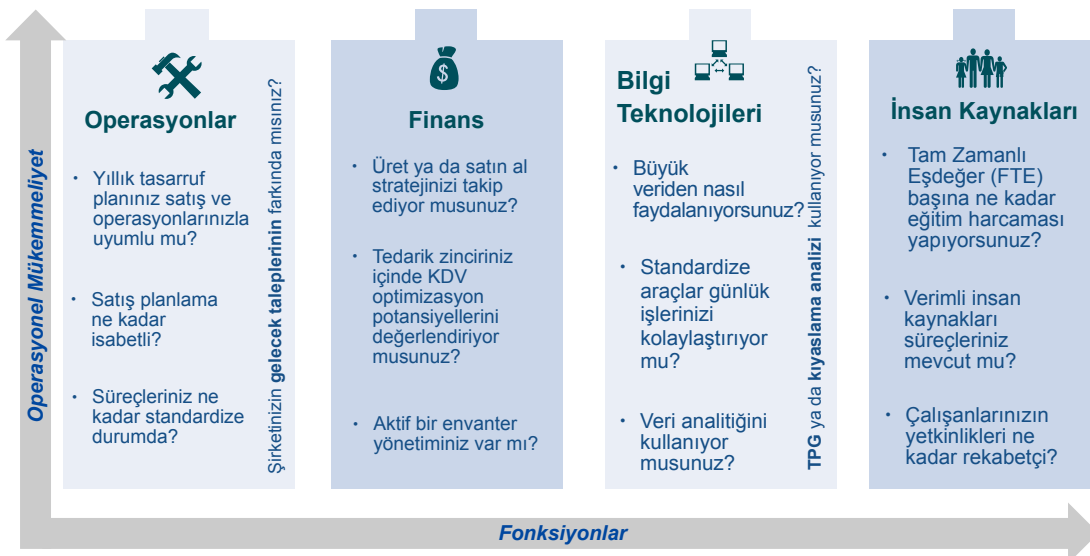 Operasyonel Mükemmeliyet
Operasyonlar
• Yıllık tasarruf
planınız satış ve
operasyonlarınızla
uyumlu mu?
• Satış planlama
ne kadar
isabetli?
• Süreçleriniz ne
kadar standardize
durumda?
Şirketinizin gelecek taleplerinin farkında mısınız?
$
Finans
• Üret ya da satın al
stratejinizi takip
ediyor musunuz?
• Tedarik zinciriniz
içinde KDV
optimizasyon
potansiyellerini
değerlendiriyor
musunuz?
• Aktif bir envanter
yönetiminiz var mı?
Bilgi
Teknolojileri
• Büyük
veriden nasıl
faydalanıyorsunuz?
• Standardize
araçlar günlük
işlerinizi
kolaylaştırıyor
mu?
• Veri analitiğini
kullanıyor
musunuz?
TPG ya da kıyaslama analizi kullanıyor musunuz?
İnsan Kaynakları
• Tam Zamanlı
Eşdeğer (FTE)
başına ne kadar
eğitim harcaması
yapıyorsunuz?
• Verimli insan
kaynakları
süreçleriniz
mevcut mu?
• Çalışanlarınızın
yetkinlikleri ne
kadar rekabetçi?
Fonksiyonlar